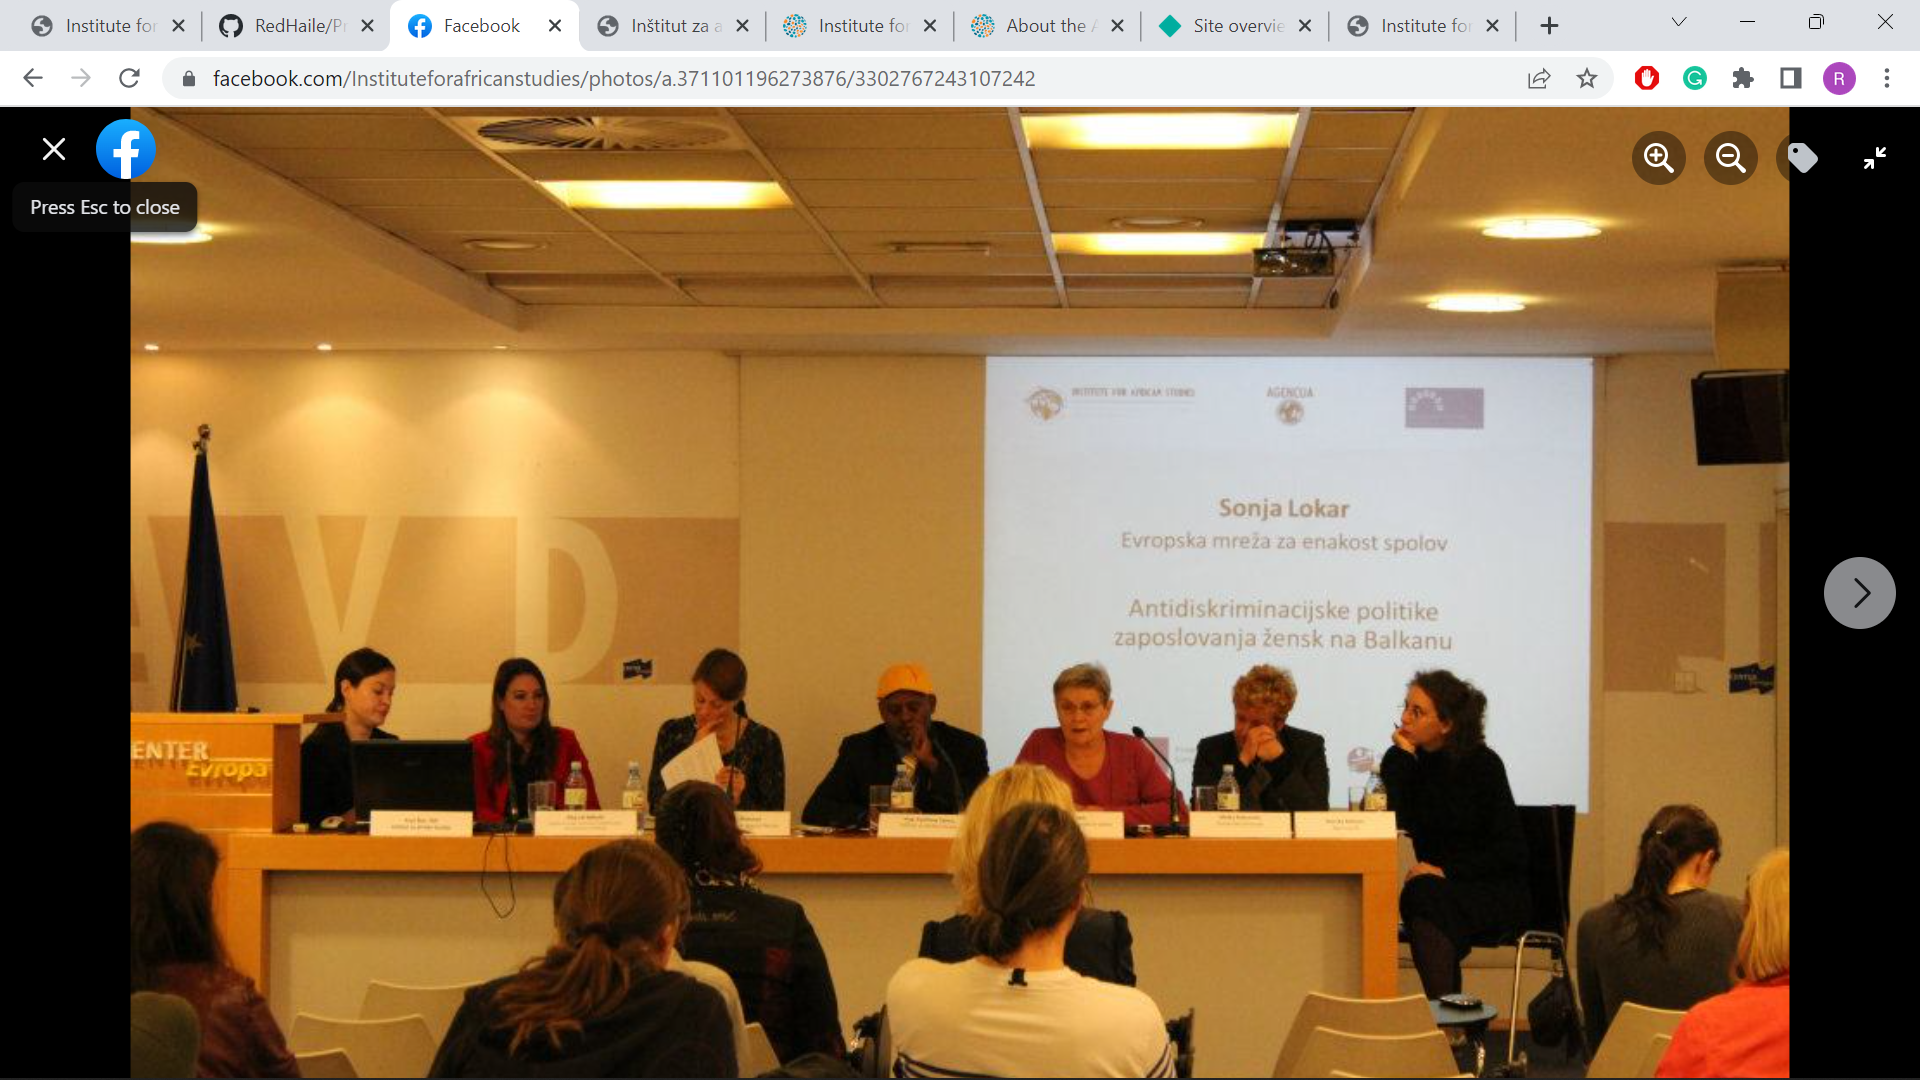 Institute for
RedHaile/Pr
Facebook
Inštitut za a
Institute for
About the A
Site overvie
Institute for
facebook.com/Instituteforafricanstudies/photos/a.371101196273876/3302767243107242
R
Press Esc to close
INSTITUTE FOR AFRICAN STUDIES
AGENCIJA
Sonja Lokar
Evropska mreža za enakost spolov
Antidiskriminacijske politike
zaposlovanja žensk na Balkanu
A V D
ENTER
Evropa